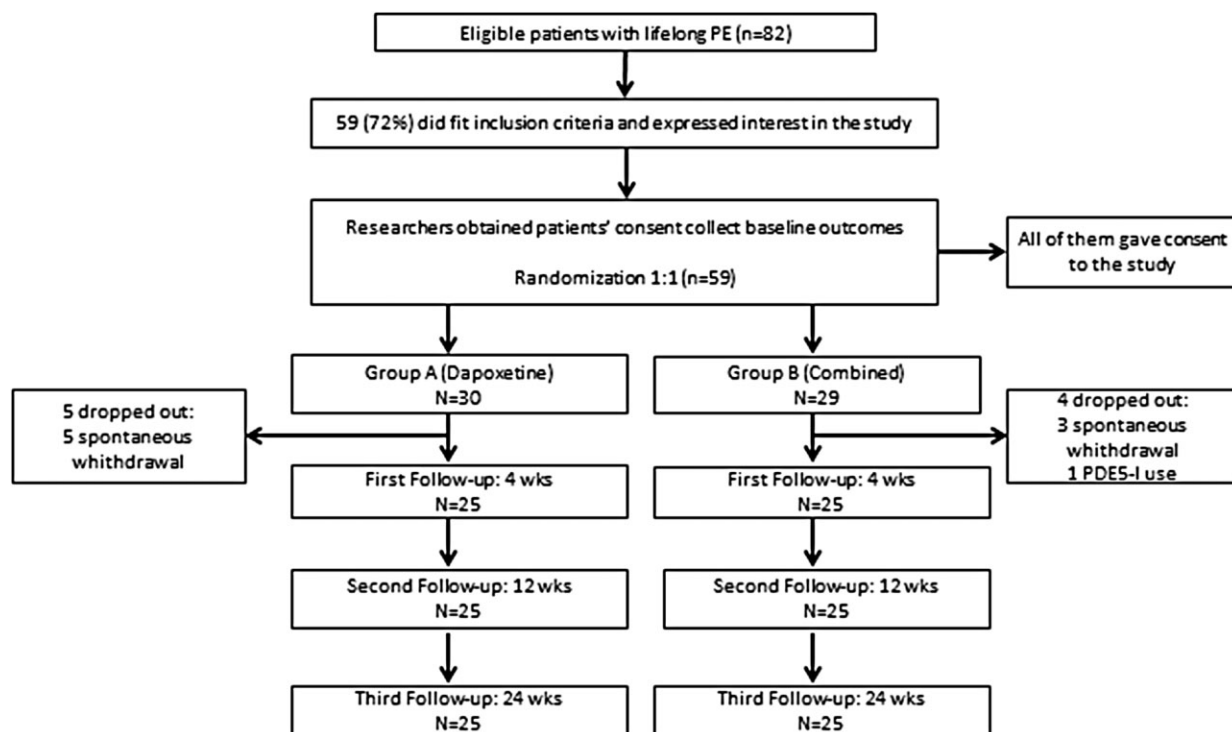 Eligible patients with lifelong PE (n=82)
59 (72%) did fit inclusion criteria and expressed interest in the study
Researchers obtained patients' consent collect baseline outcomes
Randomization 1:1 (n=59)
All of them gave consent
to the study
Group A (Dapoxetine)
N=30
Group B (Combined)
N=29
5 dropped out:
5 spontaneous
whithdrawal
4 dropped out:
3 spontaneous
whithdrawal
1 PDE5-I use
First Follow-up: 4 wks
N=25
First Follow-up: 4 wks
N=25
Second Follow-up: 12 wks
N=25
Second Follow-up: 12 wks
N=25
Third Follow-up: 24 wks
N=25
Third Follow-up: 24 wks
N=25